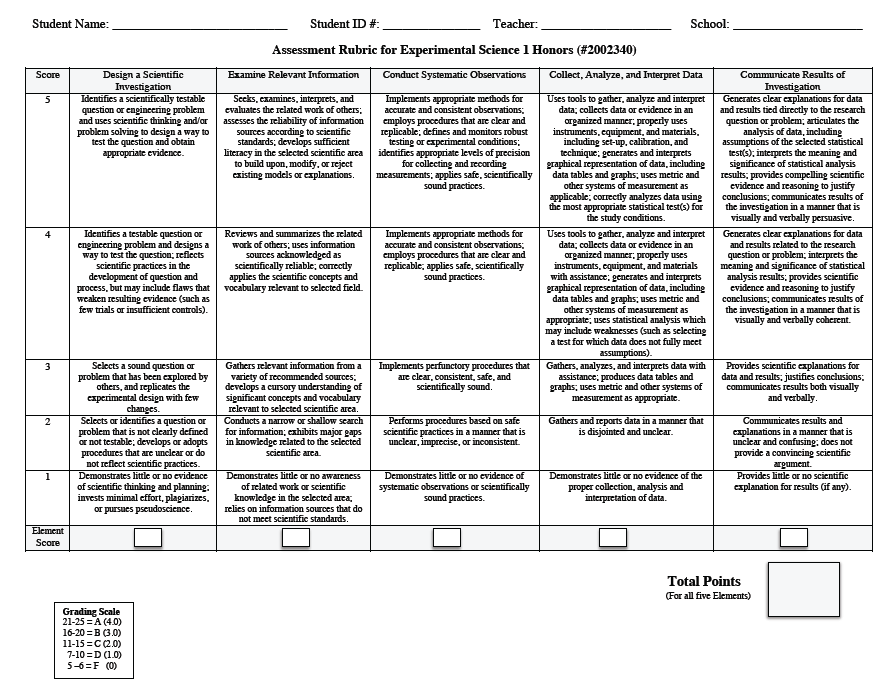 Student Name: ____________________________ Student ID #: ________________ Teacher: _____________________ School: _____________________
Assessment Rubric for Experimental Science 1 Honors (#2002340)
Score
Design a Scientific
Investigation
Examine Relevant Information
Conduct Systematic Observations
Collect, Analyze, and Interpret Data
Communicate Results of
Investigation
5
Identifies a scientifically testable
question or engineering problem
and uses scientific thinking and/or
problem solving to design a way to
test the question and obtain
appropriate evidence.
Seeks, examines, interprets, and
evaluates the related work of others;
assesses the reliability of information
sources according to scientific
standards; develops sufficient
literacy in the selected scientific area
to build upon, modify, or reject
existing models or explanations.
Implements appropriate methods for
accurate and consistent observations;
employs procedures that are clear and
replicable; defines and monitors robust
testing or experimental conditions;
identifies appropriate levels of precision
for collecting and recording
measurements; applies safe, scientifically
sound practices.
Uses tools to gather, analyze and interpret
data; collects data or evidence in an
organized manner; properly uses
instruments, equipment, and materials,
including set-up, calibration, and
technique; generates and interprets
graphical representation of data, including
data tables and graphs; uses metric and
other systems of measurement as
applicable; correctly analyzes data using
the most appropriate statistical test(s) for
the study conditions.
Generates clear explanations for data
and results tied directly to the research
question or problem; articulates the
analysis of data, including
assumptions of the selected statistical
test(s); interprets the meaning and
significance of statistical analysis
results; provides compelling scientific
evidence and reasoning to justify
conclusions; communicates results of
the investigation in a manner that is
visually and verbally persuasive.
4
Identifies a testable question or
engineering problem and designs a
way to test the question; reflects
scientific practices in the
development of question and
process, but may include flaws that
weaken resulting evidence (such as
few trials or insufficient controls).
Reviews and summarizes the related
work of others; uses information
sources acknowledged as
scientifically reliable; correctly
applies the scientific concepts and
vocabulary relevant to selected field.
Implements appropriate methods for
accurate and consistent observations;
employs procedures that are clear and
replicable; applies safe, scientifically
sound practices.
Uses tools to gather, analyze and interpret
data; collects data or evidence in an
organized manner; properly uses
instruments, equipment, and materials
with assistance; generates and interprets
graphical representation of data, including
data tables and graphs; uses metric and
other systems of measurement as
appropriate; uses statistical analysis which
may include weaknesses (such as selecting
a test for which data does not fully meet
assumptions).
Generates clear explanations for data
and results related to the research
question or problem; interprets the
meaning and significance of statistical
analysis results; provides scientific
evidence and reasoning to justify
conclusions; communicates results of
the investigation in a manner that is
visually and verbally coherent.
3
Selects a sound question or
problem that has been explored by
others, and replicates the
experimental design with few
changes.
Gathers relevant information from a
variety of recommended sources;
develops a cursory understanding of
significant concepts and vocabulary
relevant to selected scientific area.
Implements perfunctory procedures that
are clear, consistent, safe, and
scientifically sound.
Gathers, analyzes, and interprets data with
assistance; produces data tables and
graphs; uses metric and other systems of
measurement as appropriate.
Provides scientific explanations for
data and results; justifies conclusions;
communicates results both visually
and verbally.
2
Selects or identifies a question or
problem that is not clearly defined
or not testable; develops or adopts
procedures that are unclear or do
not reflect scientific practices.
Conducts a narrow or shallow search
for information; exhibits major gaps
in knowledge related to the selected
scientific area.
Performs procedures based on safe
scientific practices in a manner that is
unclear, imprecise, or inconsistent.
Gathers and reports data in a manner that
is disjointed and unclear.
Communicates results and
explanations in a manner that is
unclear and confusing; does not
provide a convincing scientific
argument.
1
Demonstrates little or no evidence
of scientific thinking and planning;
invests minimal effort, plagiarizes,
or pursues pseudoscience.
Demonstrates little or no awareness
of related work or scientific
knowledge in the selected area;
relies on information sources that do
not meet scientific standards.
Demonstrates little or no evidence of
systematic observations or scientifically
sound practices.
Demonstrates little or no evidence of the
proper collection, analysis and
interpretation of data.
Provides little or no scientific
explanation for results (if any).
Element
Score
Total Points
(For all five Elements)
Grading Scale
21-25 = A (4.0)
16-20 = B (3.0)
11-15 = C (2.0)
7-10 = D (1.0)
5 –6 = F (0)